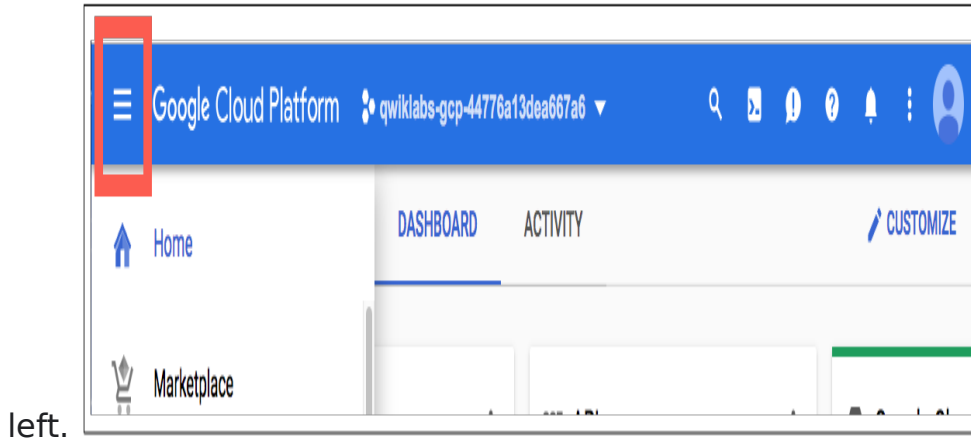 Google Cloud Platform qwiklabs-gcp-44776a13dea667a6
DASHBOARD ACTIVITY CUSTOMIZE
Home
Marketplace
left.